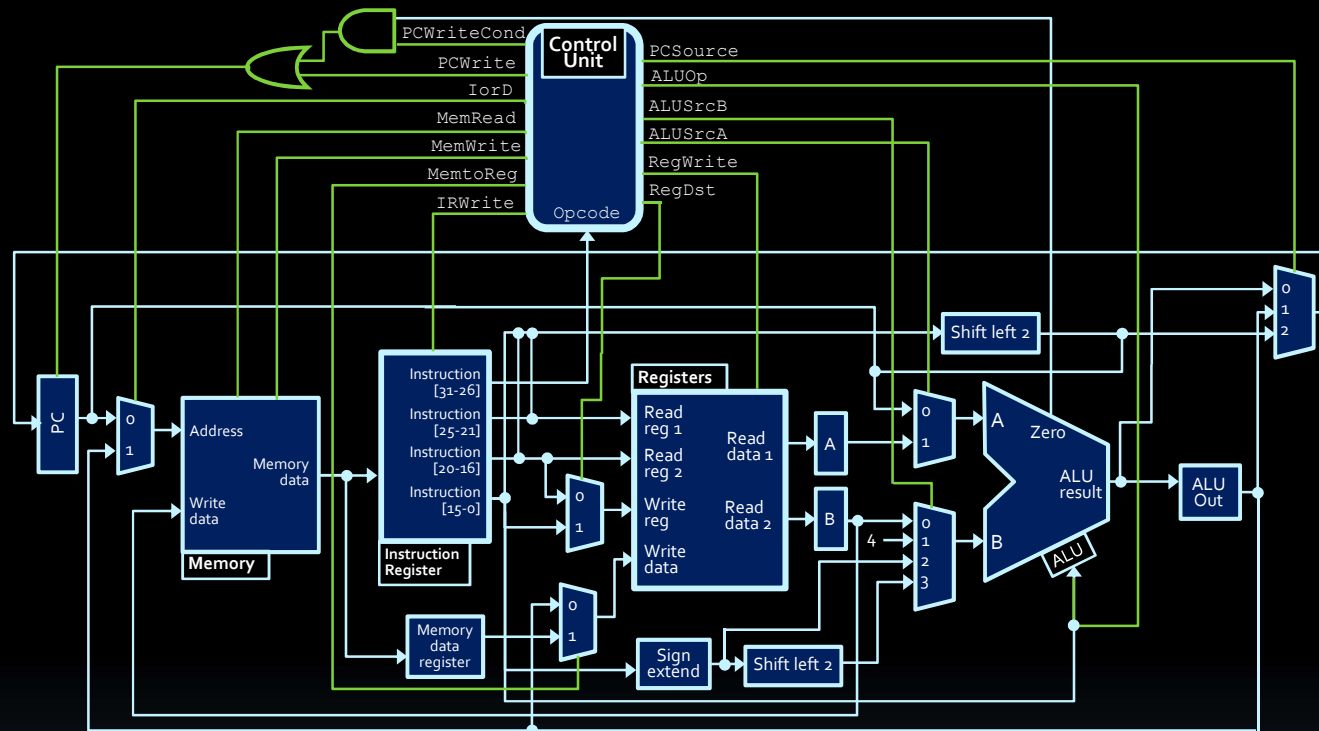 PCWriteCond
PCWrite
IorD
MemRead
MemWrite
MemtoReg
IRWrite
Control
Unit
Opcode
PCSource
ALUOp
ALUSrcB
ALUSrcA
RegWrite
RegDst
0
1
2
Shift left 2
PC
0
1
Address
Memory
data
Write
data
Memory
Instruction
[31-26]
Instruction
[25-21]
Instruction
[20-16]
Instruction
[15-0]
Instruction
Register
0
1
Registers
Read
reg 1
Read
reg 2
Write
reg
Write
data
Read
data 1
Read
data 2
A
B
0
1
4
0
1
2
3
A
B
Zero
ALU
result
ALU
ALU
Out
Memory
data
register
0
1
Sign
extend
Shift left 2